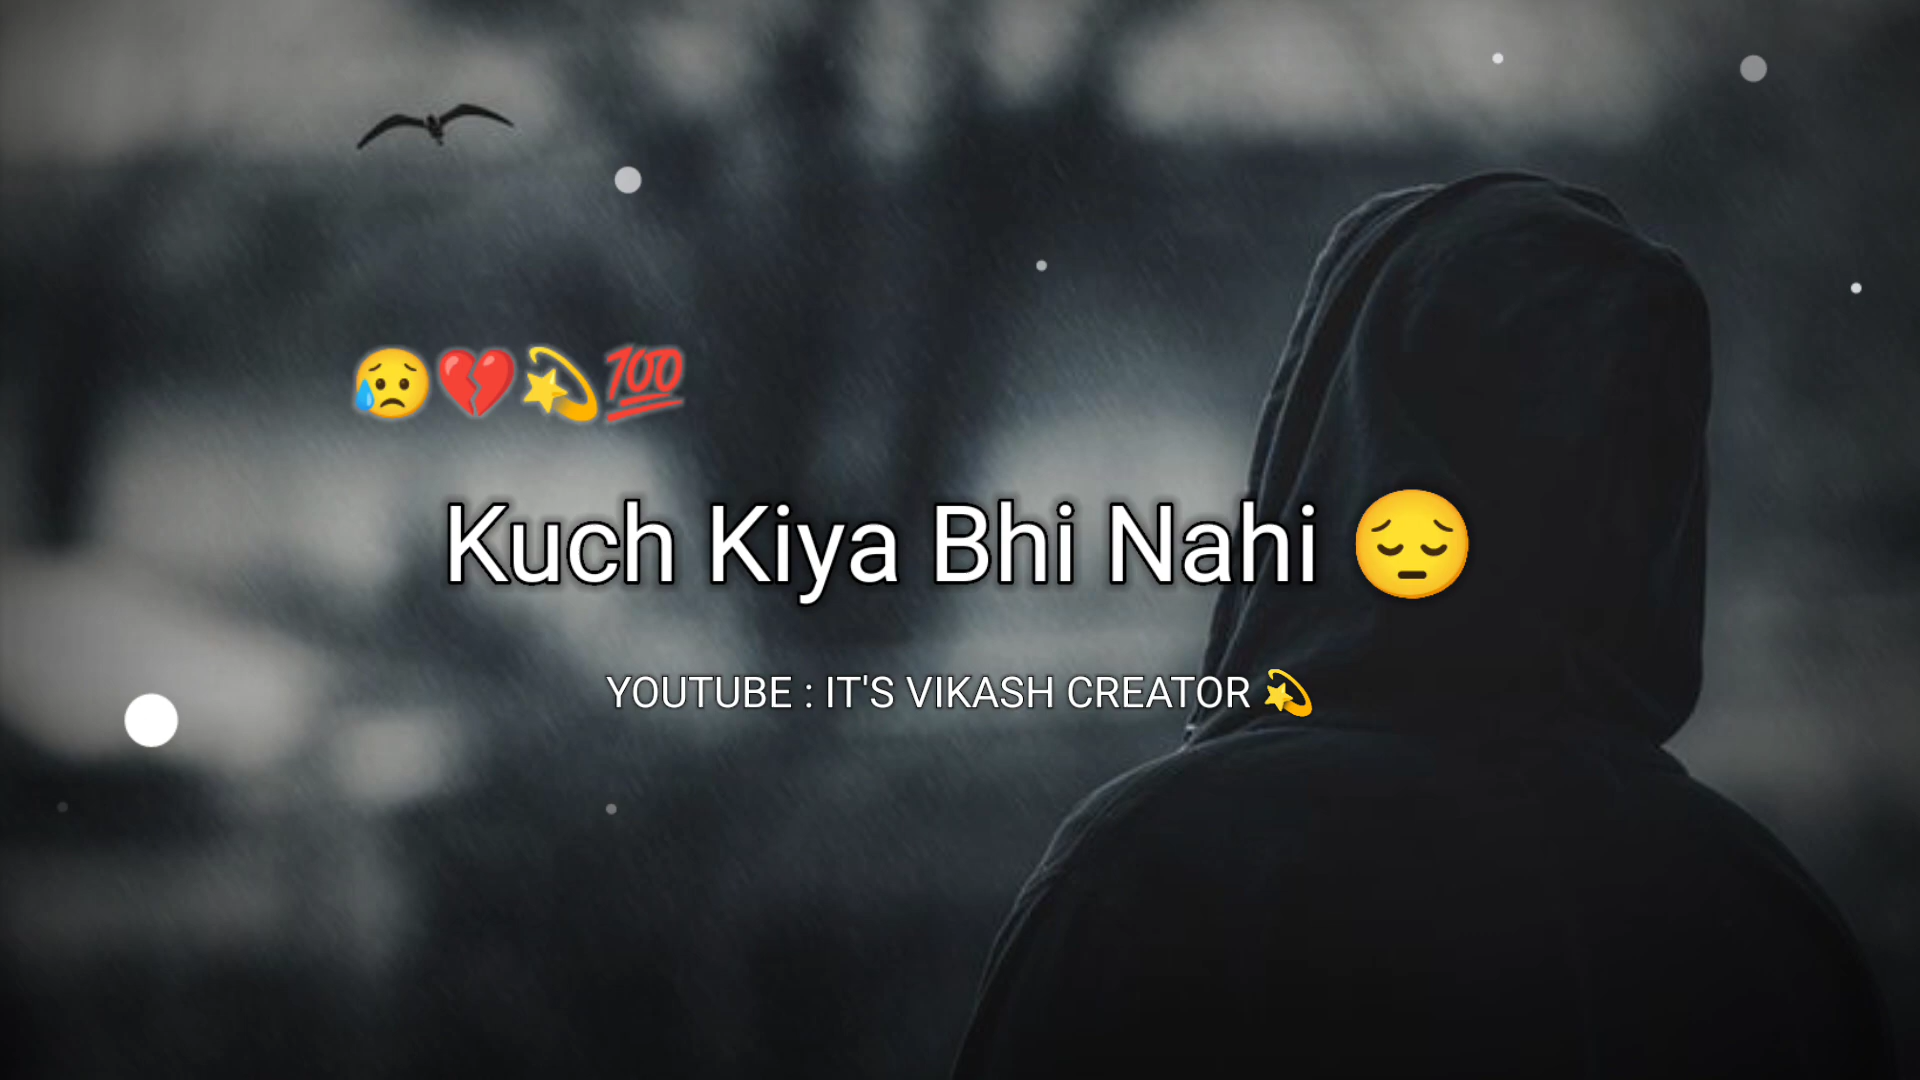 😥💔💫💯
Kuch Kiya Bhi Nahi 😔
YOUTUBE : IT'S VIKASH CREATOR 💫